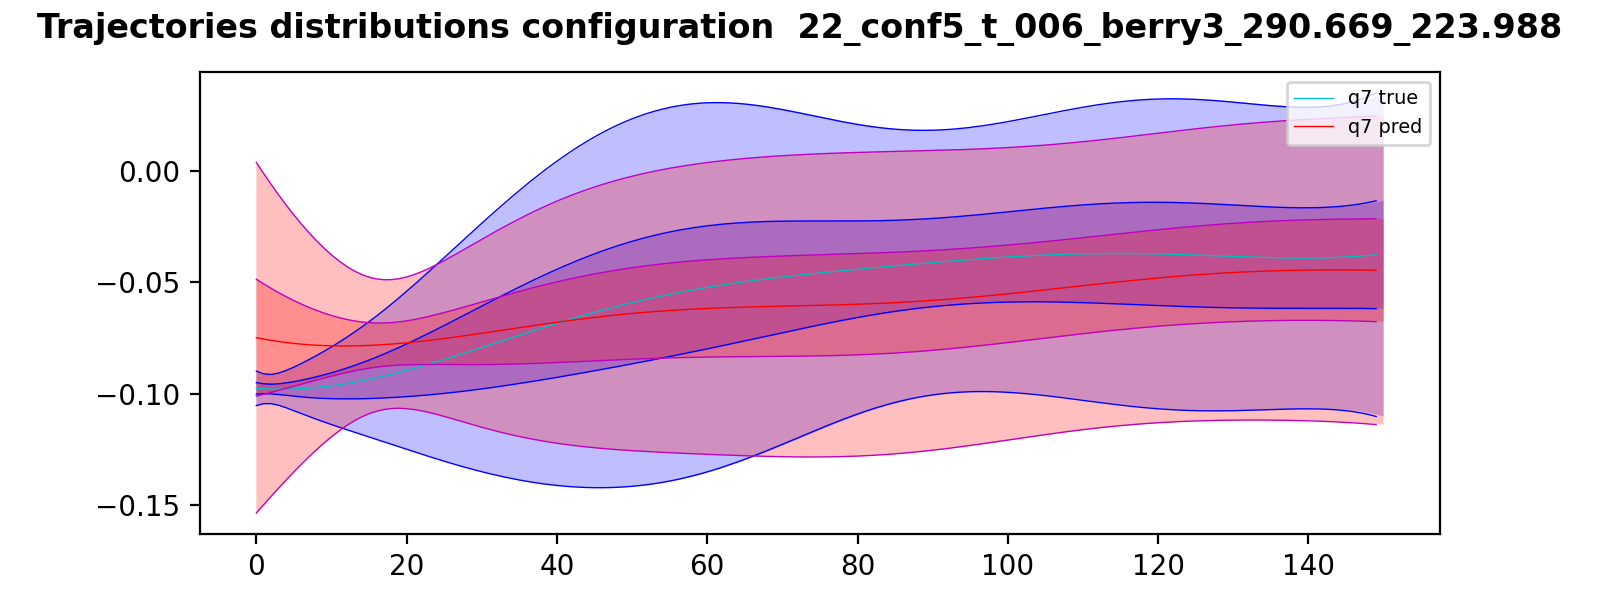 Trajectories distributions configuration  22_conf5_t_006_berry3_290.669_223.988
q7 true
q7 pred
0.00
−0.05
−0.10
−0.15
0 20 40 60 80 100 120 140